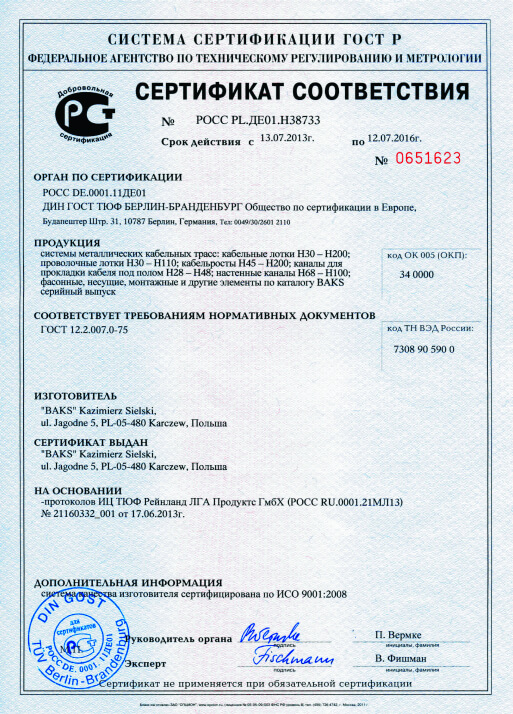 СИСТЕМА СЕРТИФИКАЦИИ ГОСТ Р
ФЕДЕРАЛЬНОЕ АГЕНТСТВО ПО ТЕХНИЧЕСКОМУ РЕГУЛИРОВАНИЮ И МЕТРОЛОГИИ
Добровольная
сертификация
СЕРТИФИКАТ СООТВЕТСТВИЯ
№ РОСС PL.ДЕ01.Н38733
Срок действия с 13.07.2013г. по 12.07.2016г.
№ 0651623
ОРГАН ПО СЕРТИФИКАЦИИ
РОСС DE.0001.11ДЕ01
ДИН ГОСТ ТЮФ БЕРЛИН-БРАНДЕНБУРГ Общество по сертификации в Европе,
Будапештер Штр. 31, 10787 Берлин, Германия, Тел: 0049/30/2601 2110
ПРОДУКЦИЯ
системы металлических кабельных трасс: кабельные лотки Н30 – Н200;
проволочные лотки Н30 – Н110; кабельросты Н45 – Н200; каналы для
прокладки кабеля под полом Н28 – Н48; настенные каналы Н68 – Н100;
фасонные, несущие, монтажные и другие элементы по каталогу BAKS
серийный выпуск
код ОК 005 (ОКП):
34 0000
СООТВЕТСТВУЕТ ТРЕБОВАНИЯМ НОРМАТИВНЫХ ДОКУМЕНТОВ
ГОСТ 12.2.007.0-75
код ТН ВЭД России:
7308 90 590 0
ИЗГОТОВИТЕЛЬ
"BAKS" Kazimierz Sielski,
ul. Jagodne 5, PL-05-480 Karczew, Польша
СЕРТИФИКАТ ВЫДАН
"BAKS" Kazimierz Sielski,
ul. Jagodne 5, PL-05-480 Karczew, Польша
НА ОСНОВАНИИ
-протоколов ИЦ ТЮФ Рейнланд ЛГА Продуктс ГмбХ (РОСС RU.0001.21МЛ13)
№ 21160332_001 от 17.06.2013г.
ДОПОЛНИТЕЛЬНАЯ ИНФОРМАЦИЯ
система качества изготовителя сертифицирована по ИСО 9001:2008
DIN GOST
TÜV Berlin-Brandenburg
для
сертификатов
РОСС DE. 0001. 11ДЕ01
Руководитель органа
подпись
П. Вермке
инициалы, фамилия
Эксперт
Fischmann
подпись
В. Фишман
инициалы, фамилия
Сертификат не применяется при обязательной сертификации